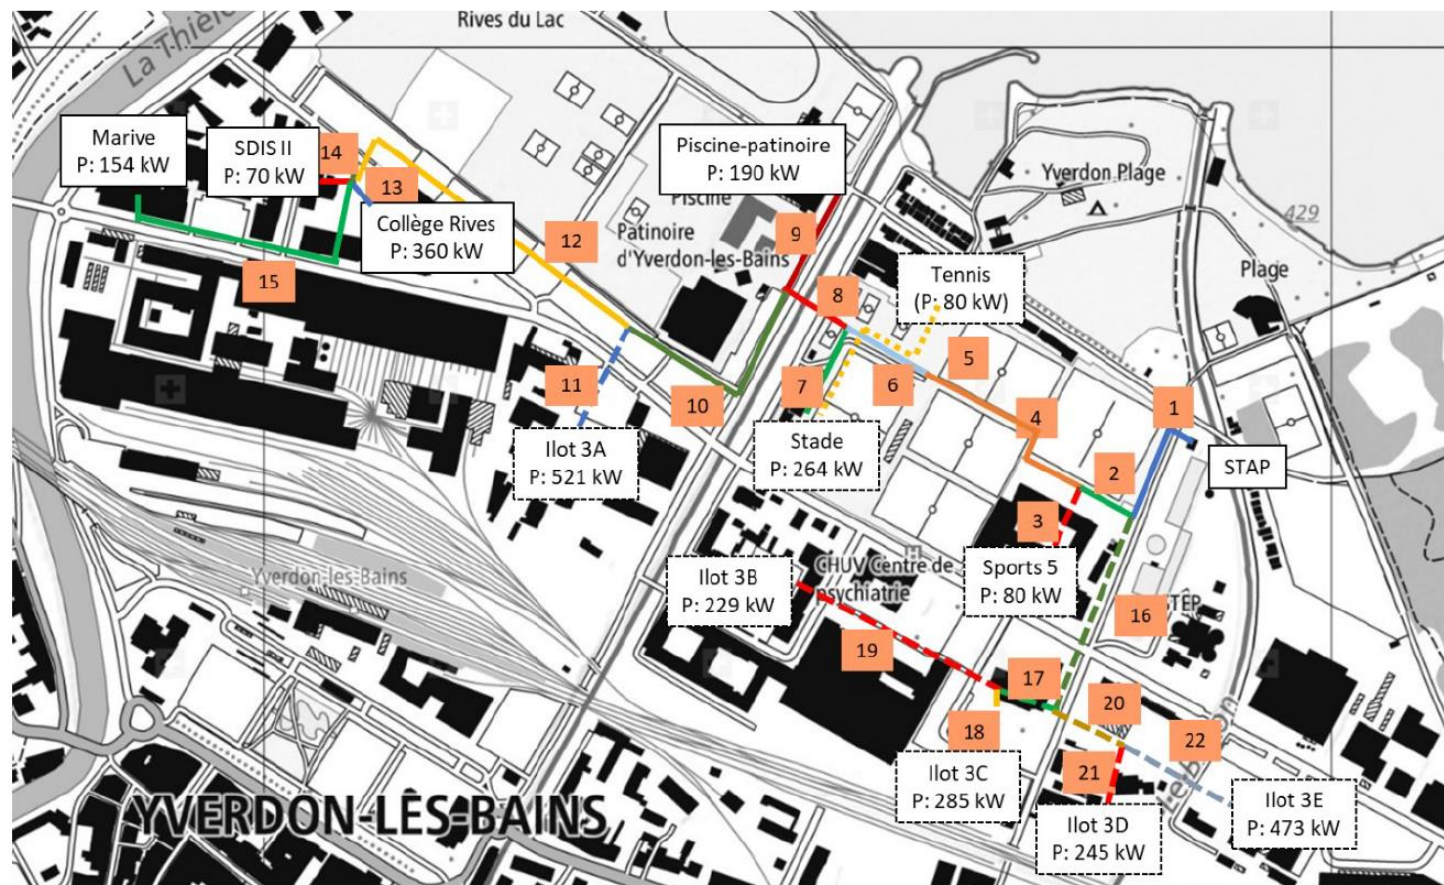 Rives du Lac
La Thièle
Marive
P: 154 kW
SDIS II
P: 70 kW
14
13
Collège Rives
P: 360 kW
15
12
Piscine-patinoire
P: 190 kW
Piscine
Patinoire
d'Yverdon-les-Bains
9
8
Yverdon Plage
429
Plage
Tennis
(P: 80 kW)
5
6
7
4
1
2
3
10
11
Ilot 3A
P: 521 kW
Stade
P: 264 kW
STAP
Yverdon-les-Bains
Ilot 3B
P: 229 kW
CHUV Centre de
psychiatrie
Sports 5
P: 80 kW
16
STEP
19
17
18
20
22
21
Ilot 3C
P: 285 kW
Ilot 3D
P: 245 kW
Ilot 3E
P: 473 kW
YVERDON-LES-BAINS